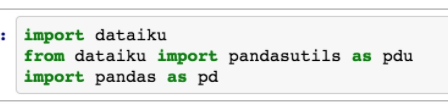 :
import dataiku
from dataiku import pandasutils as pdu
import pandas as pd